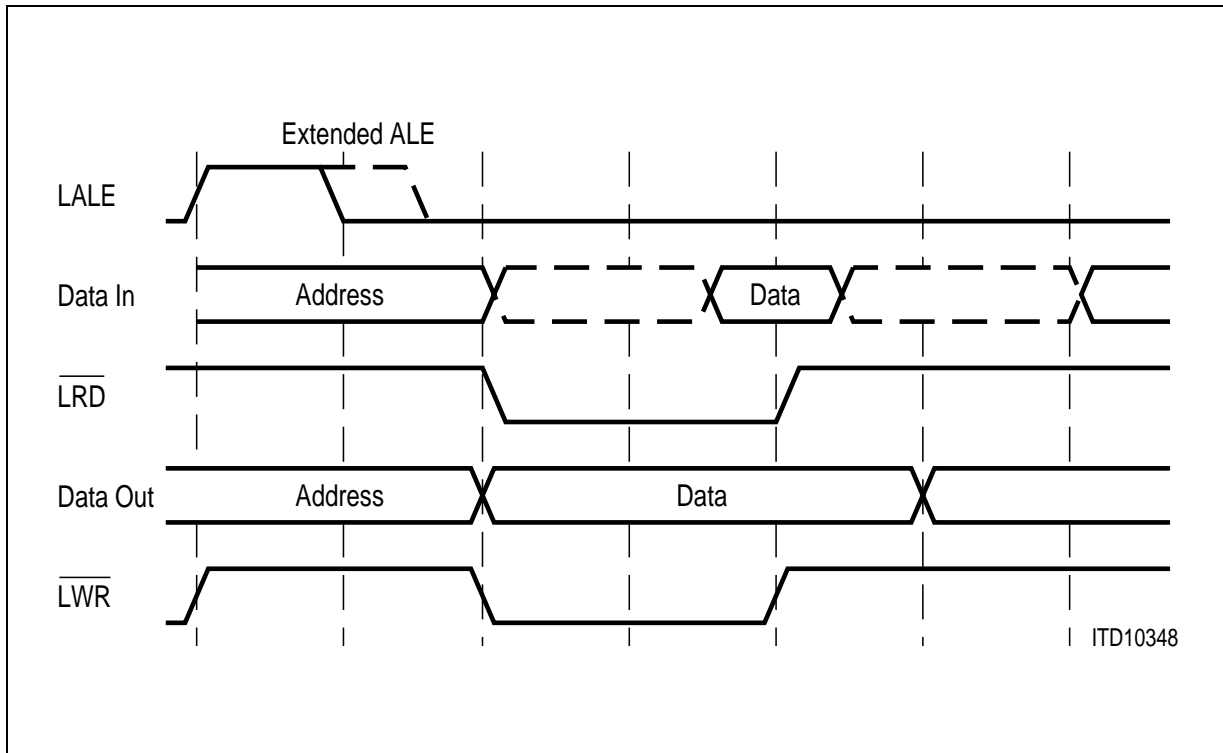 Extended ALE
LALE
Data In Address Data
LRD
Data Out Address Data
LWR
ITD10348